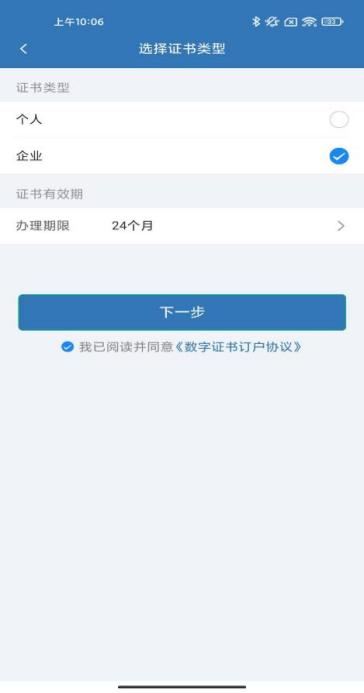 上午10:06
选择证书类型
证书类型
个人
企业
证书有效期
办理期限 24个月
下一步
我已阅读并同意《数字证书订户协议》